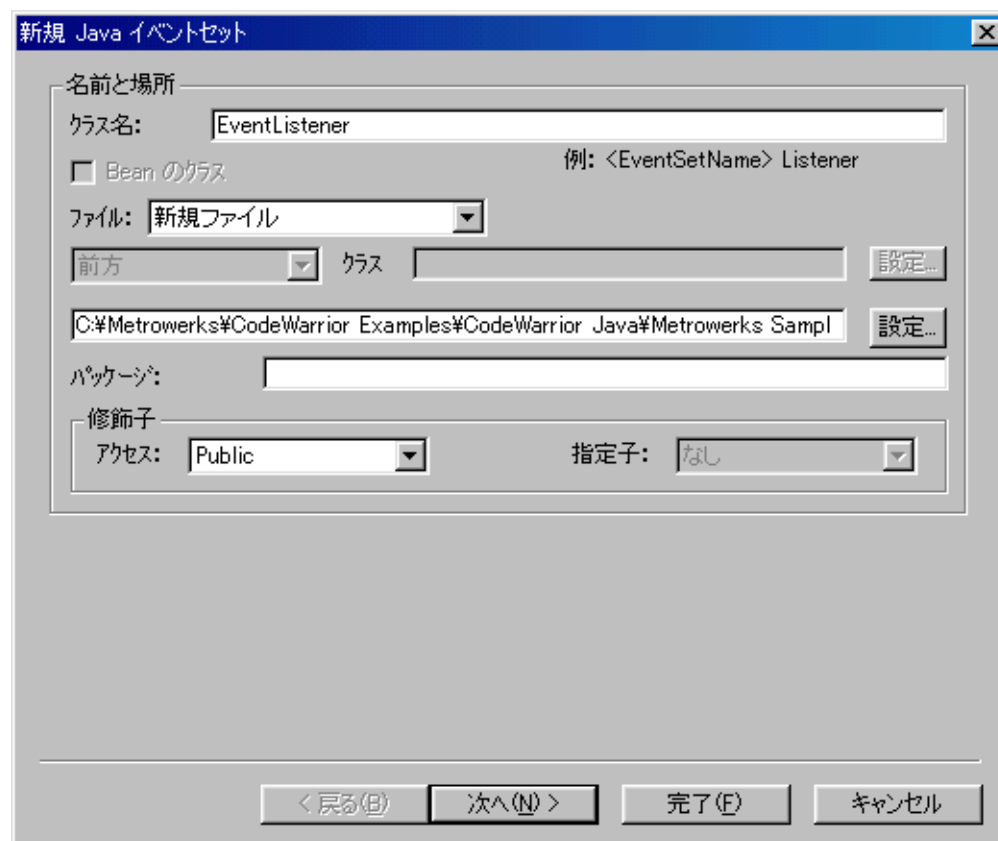 新規 Java イベントセット
名前と場所
クラス名: EventListener
Bean のクラス 例: <EventSetName> Listener
ファイル: 新規ファイル
前方 クラス 設定...
C:¥Metrowerks¥CodeWarrior Examples¥CodeWarrior Java¥Metrowerks Sampl 設定...
パッケージ:
修飾子
アクセス: Public 指定子: なし
< 戻る(B) 次へ(N) > 完了(F) キャンセル